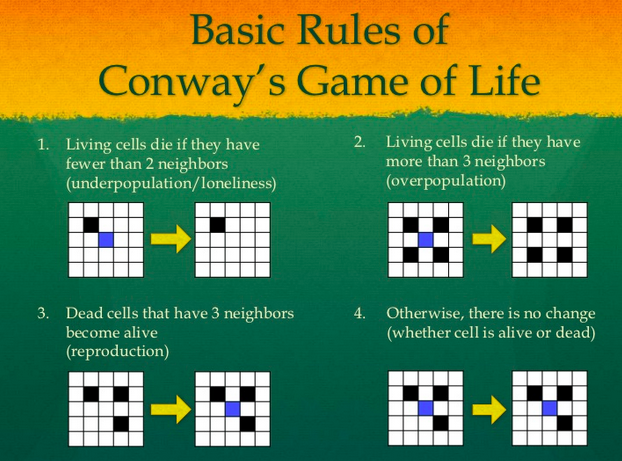 Basic Rules of
Conway's Game of Life
1. Living cells die if they have
fewer than 2 neighbors
(underpopulation/loneliness)
2. Living cells die if they have
more than 3 neighbors
(overpopulation)
3. Dead cells that have 3 neighbors
become alive
(reproduction)
4. Otherwise, there is no change
(whether cell is alive or dead)